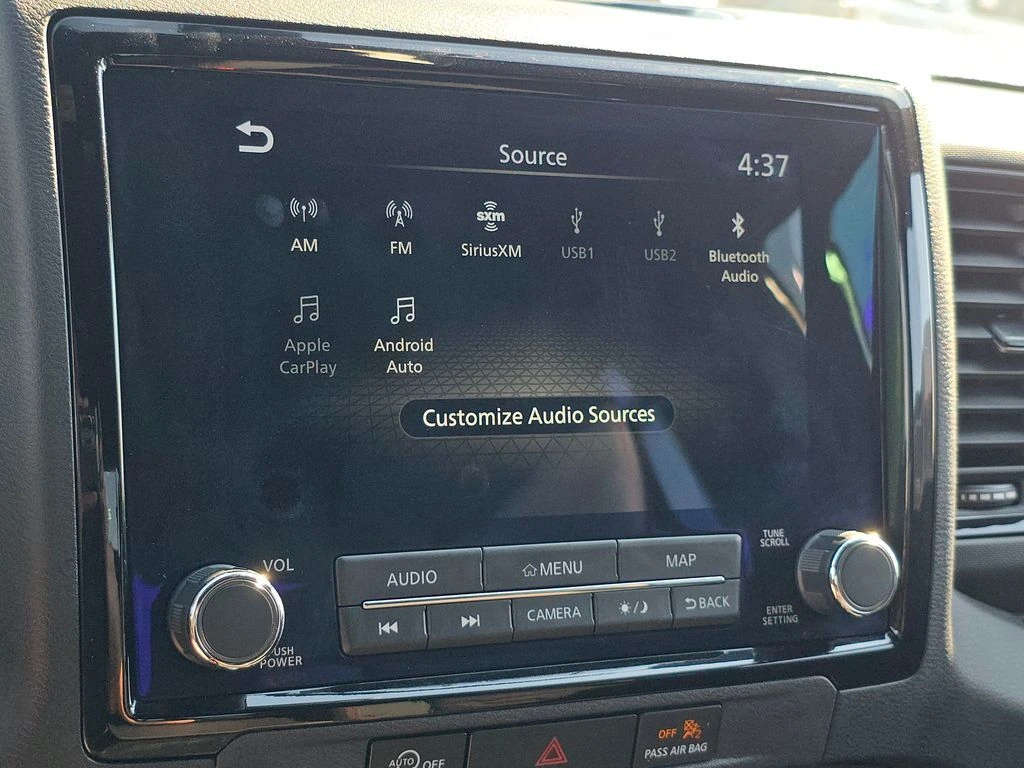 Source
4:37
AM
FM
sxm
SiriusXM
USB1
USB2
Bluetooth
Audio
Apple
CarPlay
Android
Auto
Customize Audio Sources
VOL
PUSH
POWER
AUDIO
MENU
MAP
CAMERA
BACK
TUNE
SCROLL
ENTER
SETTING
AUTO OFF
OFF
2
PASS AIR BAG